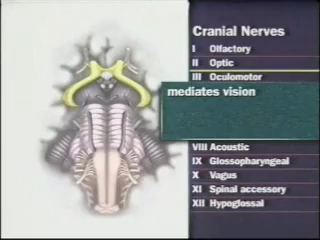 Cranial Nerves
I Olfactory
II Optic
III Oculomotor
mediates vision
VIII Acoustic
IX Glossopharyngeal
X Vagus
XI Spinal accessory
XII Hypoglossal